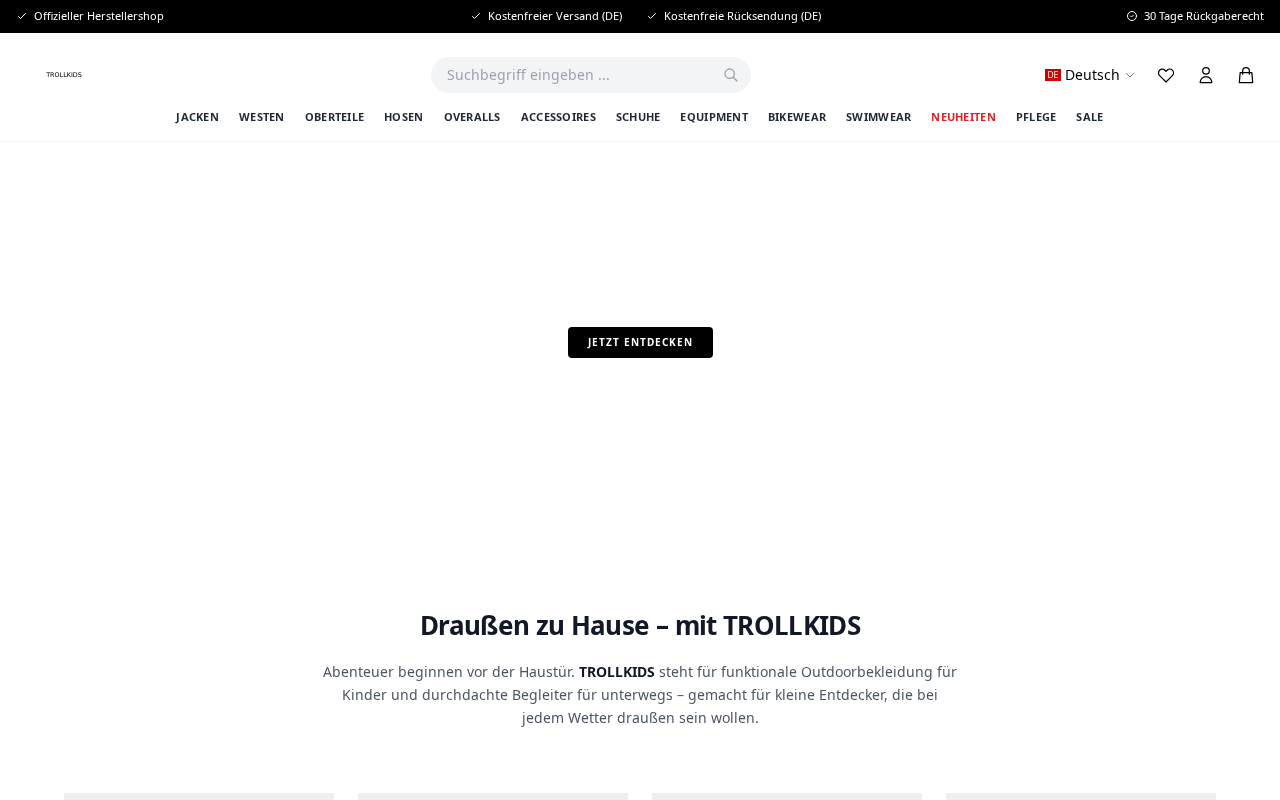 Offizieller Herstellershop
Kostenfreier Versand (DE)
Kostenfreie Rücksendung (DE)
30 Tage Rückgaberecht
TROLLKIDS
Suchbegriff eingeben ...
DE Deutsch
JACKEN WESTEN OBERTEILE HOSEN OVERALLS ACCESSOIRES SCHUHE EQUIPMENT BIKEWEAR SWIMWEAR NEUHEITEN PFLEGE SALE
JETZT ENTDECKEN
Draußen zu Hause – mit TROLLKIDS
Abenteuer beginnen vor der Haustür. TROLLKIDS steht für funktionale Outdoorbekleidung für
Kinder und durchdachte Begleiter für unterwegs – gemacht für kleine Entdecker, die bei
jedem Wetter draußen sein wollen.